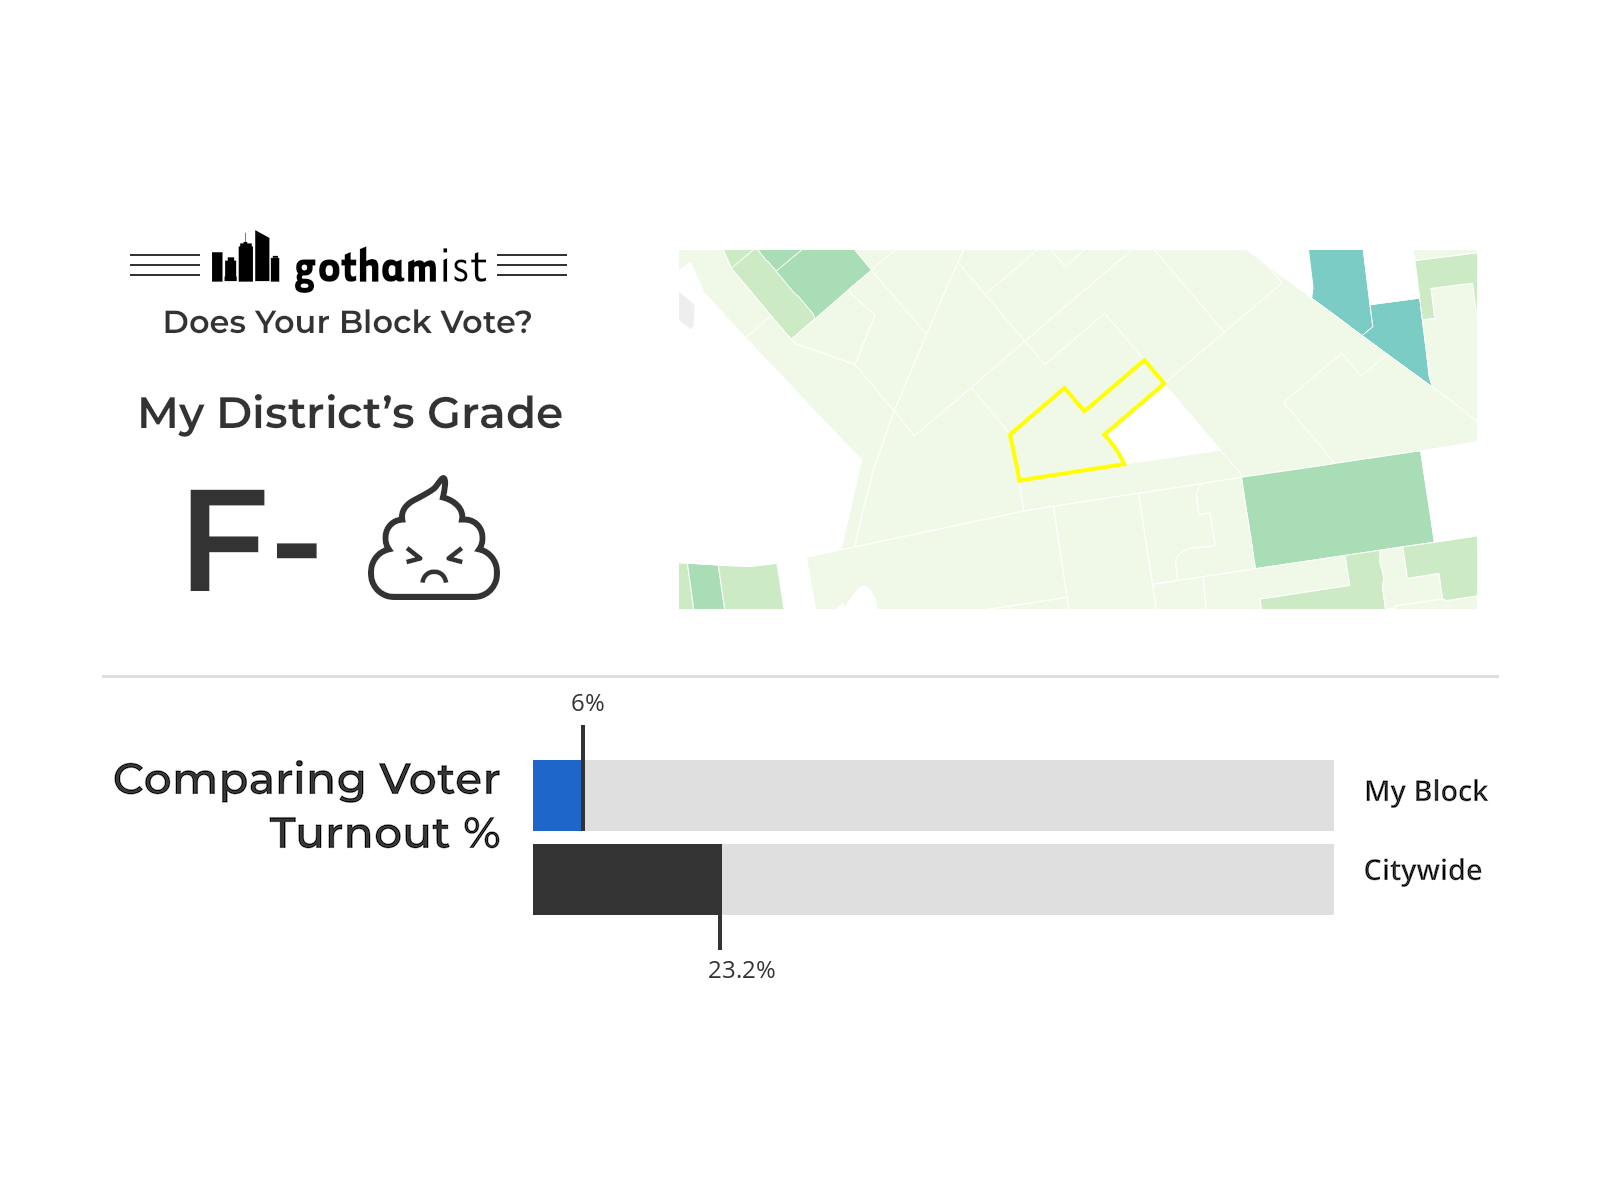 gothamist
Does Your Block Vote?
My District’s Grade
F-
6%
Comparing Voter
Turnout %
My Block
Citywide
23.2%